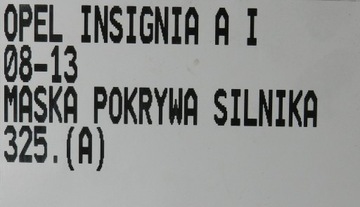 OPEL INSIGNIA A I
08-13
MASKA POKRYWA SILNIKA
325.(A)